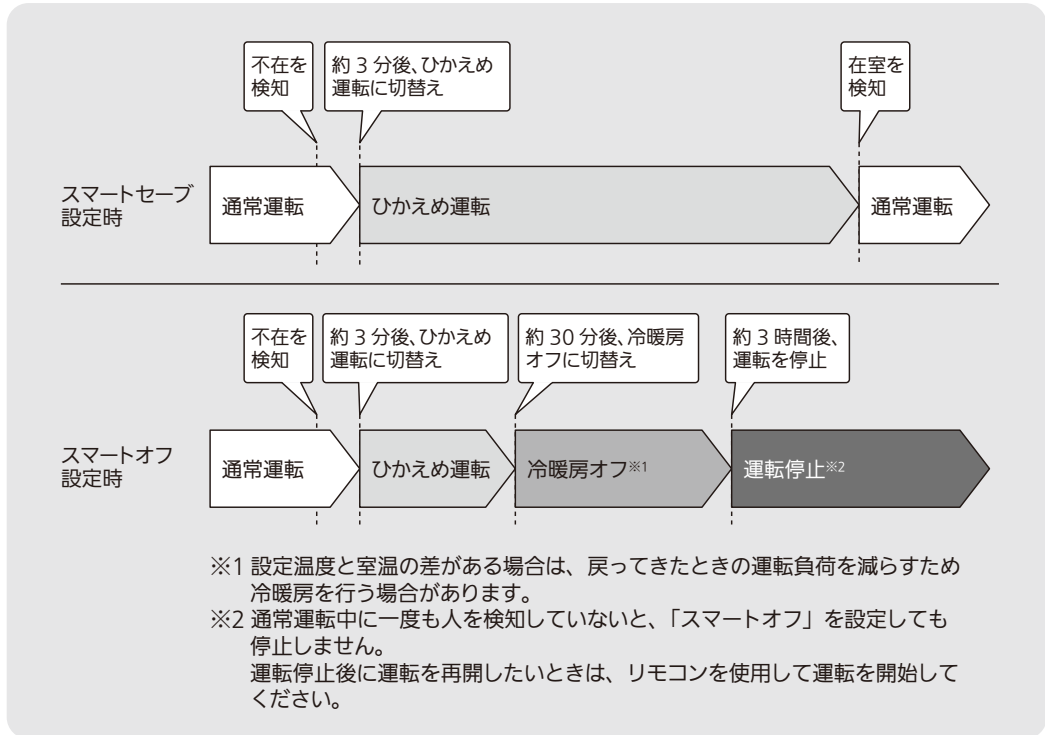 不在を
検知
約 3 分後、ひかえめ
運転に切替え
在室を
検知
スマートセーブ
設定時
通常運転
ひかえめ運転
通常運転
不在を
検知
約 3 分後、ひかえめ
運転に切替え
約 30 分後、冷暖房
オフに切替え
約 3 時間後、
運転を停止
スマートオフ
設定時
通常運転
ひかえめ運転
冷暖房オフ※1
運転停止※2
※1 設定温度と室温の差がある場合は、戻ってきたときの運転負荷を減らすため
冷暖房を行う場合があります。
※2 通常運転中に一度も人を検知していないと、「スマートオフ」を設定しても
停止しません。
運転停止後に運転を再開したいときは、リモコンを使用して運転を開始して
ください。